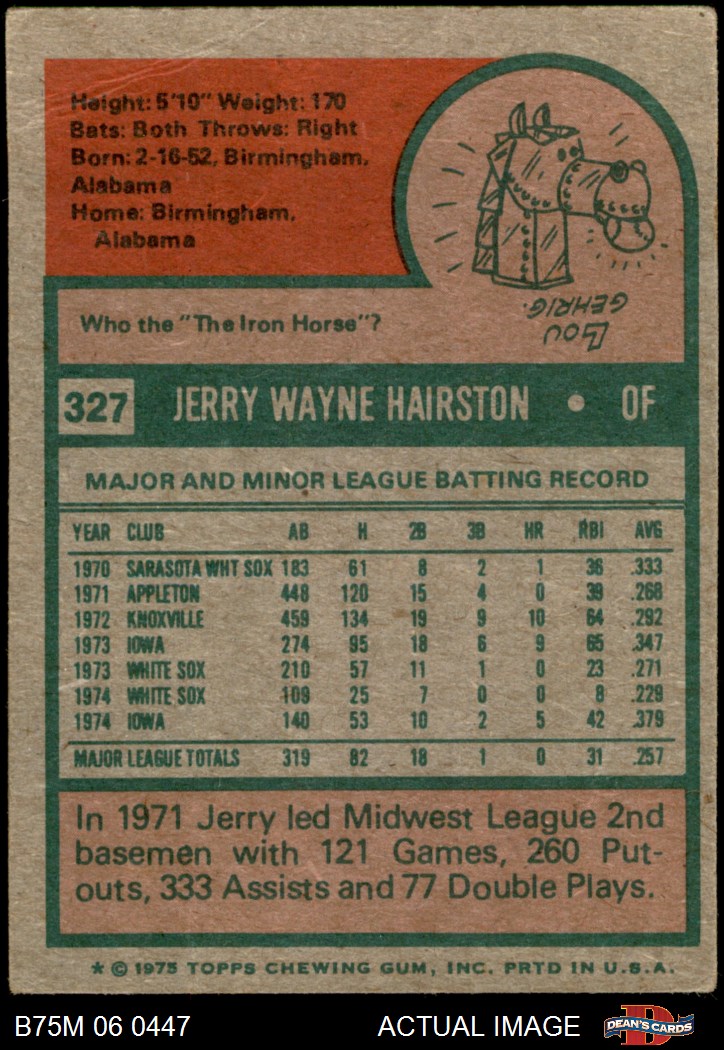 Height: 5'10" Weight: 170
Bats: Both Throws: Right
Born: 2-16-52, Birmingham,
Alabama
Home: Birmingham,
Alabama
Who the "The Iron Horse"?
LOU
GEHRIG.
327 JERRY WAYNE HAIRSTON • OF
MAJOR AND MINOR LEAGUE BATTING RECORD
YEAR CLUB AB H 2B 3B HR RBI AVG
1970 SARASOTA WHT SOX 183 61 8 2 1 36 .333
1971 APPLETON 448 120 15 4 0 39 .268
1972 KNOXVILLE 459 134 19 9 10 64 .292
1973 IOWA 274 95 18 6 9 65 .347
1973 WHITE SOX 210 57 11 1 0 23 .271
1974 WHITE SOX 109 25 7 0 0 8 .229
1974 IOWA 140 53 10 2 5 42 .379
MAJOR LEAGUE TOTALS 319 82 18 1 0 31 .257
In 1971 Jerry led Midwest League 2nd
basemen with 121 Games, 260 Put-
outs, 333 Assists and 77 Double Plays.
* © 1975 TOPPS CHEWING GUM, INC. PRTD IN U.S.A.
B75M 06 0447 ACTUAL IMAGE DEAN'S CARDS